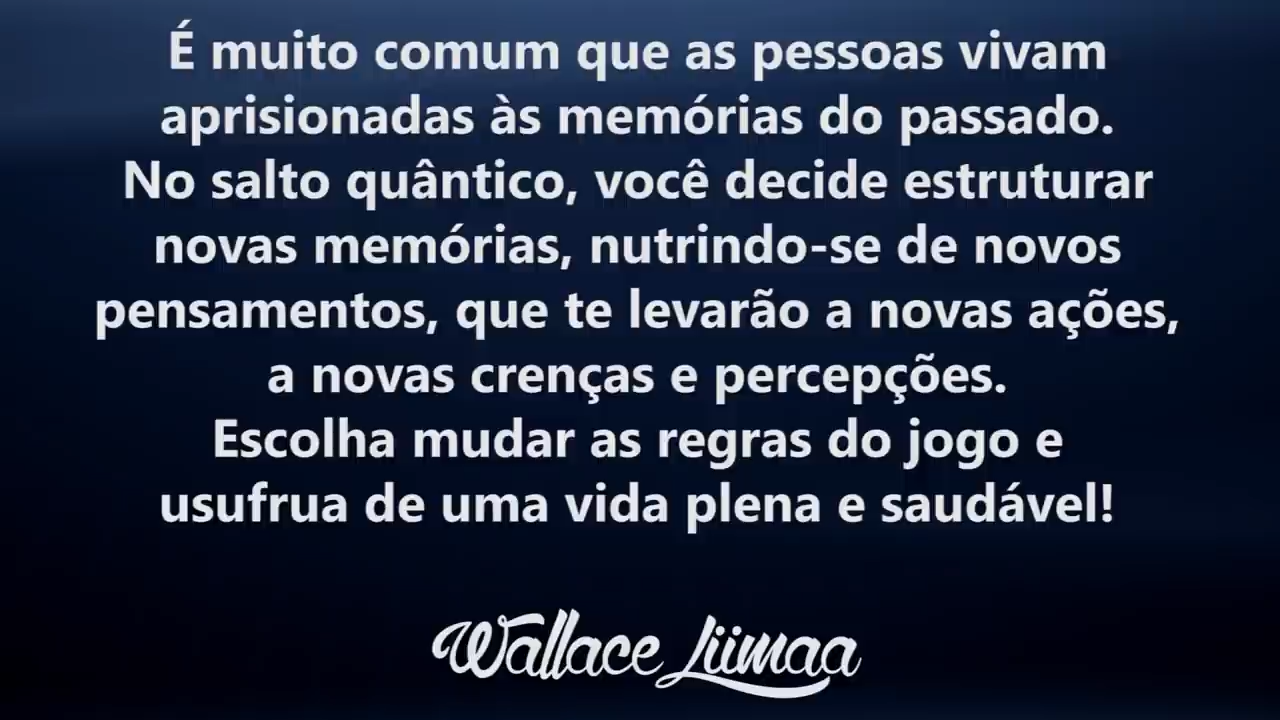 É muito comum que as pessoas vivam
aprisionadas às memórias do passado.
No salto quântico, você decide estruturar
novas memórias, nutrindo-se de novos
pensamentos, que te levarão a novas ações,
a novas crenças e percepções.
Escolha mudar as regras do jogo e
usufrua de uma vida plena e saudável!
Wallace Liimaa